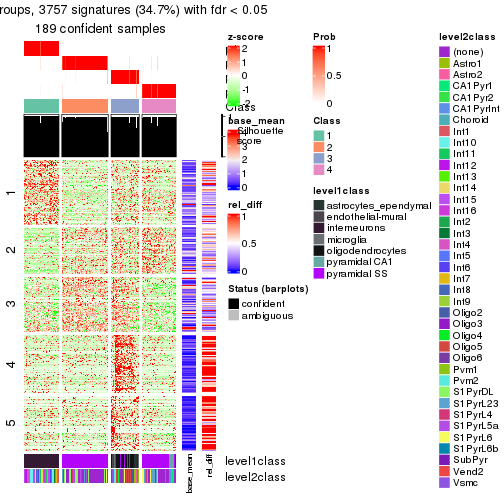 roups, 3757 signatures (34.7%) with fdr < 0.05
189 confident samples
Class
Silhouette
score
1
2
3
4
5
level1class
level2class
base_mean
rel_diff
z-score
2
1
0
-1
-2
base_mean
0
rel_diff
1
0.5
0
Status (barplots)
confident
ambiguous
Prob
1
0.5
0
Class
1
2
3
4
level1class
astrocytes_ependymal
endothelial-mural
interneurons
microglia
oligodendrocytes
pyramidal CA1
pyramidal SS
level2class
(none)
Astro1
Astro2
CA1Pyr1
CA1Pyr2
CA1PyrInt
Choroid
Int1
Int10
Int11
Int12
Int13
Int14
Int15
Int16
Int2
Int3
Int4
Int5
Int6
Int7
Int8
Int9
Oligo2
Oligo3
Oligo4
Oligo5
Oligo6
Pvm1
Pvm2
S1PyrDL
S1PyrL23
S1PyrL4
S1PyrL5a
S1PyrL6
S1PyrL6b
SubPyr
Vend2
Vsmc